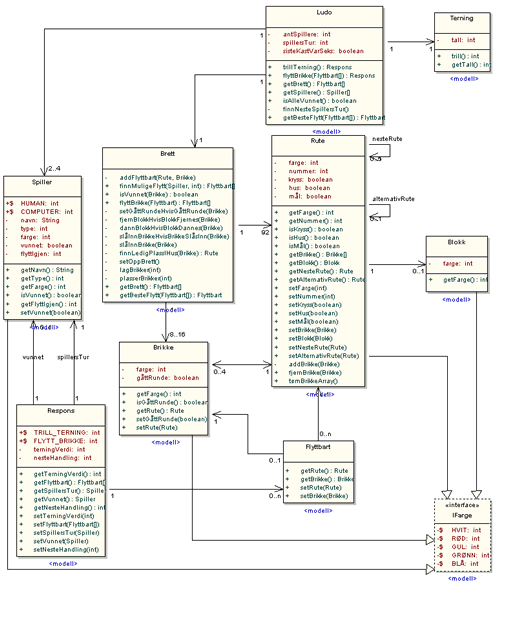 Ludo
- antSpillere: int
- spillersTur: int
- sisteKastVarSeks: boolean
+ trillTerning() : Respons
+ flyttBrikke(Flyttbart[]) : Respons
+ getBrett() : Flyttbart[]
+ getSpillere() : Spiller[]
+ isAlleVunnet() : boolean
- finnNesteSpillersTur()
+ getBesteFlytt(Flyttbart[]) : Flyttbart
<modell>
Terning
- tall: int
+ trill() : int
+ getTall() : int
<modell>
1
1
1
1
1
2..4
Brett
- addFlyttbart(Rute, Brikke)
+ finnMuligeFlytt(Spiller, int) : Flyttbart[]
+ isVunnet(Brikke) : boolean
+ flyttBrikke(Flyttbart[]) : Flyttbart[]
- setGåttRundeHvisGåttRunde(Brikke)
- fjernBlokkHvisBlokkFjernes(Brikke)
- dannBlokkHvisBlokkDannes(Brikke)
- slåInnBrikkeHvisBrikkeSlåsInn(Brikke)
- slåInnBrikke(Brikke)
- finnLedigPlassIHus(Brikke) : Rute
- setOppBrett()
- lagBrikker(int)
- plasserBrikker(int)
+ getBrett() : Flyttbart[]
+ getBesteFlytt(Flyttbart[]) : Flyttbart
<modell>
Rute
- farge: int
- nummer: int
- kryss: boolean
- hus: boolean
- mål: boolean
+ getFarge() : int
+ getNummer() : int
+ isKryss() : boolean
+ isHus() : boolean
+ isMål() : boolean
+ getBrikke() : Brikke[]
+ getBlokk() : Blokk
+ getNesteRute() : Rute
+ getAlternativRute() : Rute
+ setFarge(int)
+ setNummer(int)
+ setKryss(boolean)
+ setHus(boolean)
+ setMål(boolean)
+ setBrikke(Brikke)
+ setBlokk(Blokk)
+ setNesteRute(Rute)
+ setAlternativRute(Rute)
- addBrikke(Brikke)
+ fjernBrikke(Brikke)
+ tømBrikkeArray()
<modell>
nesteRute
alternativRute
1
92
1
0..1
Blokk
- farge: int
+ getFarge() : int
<modell>
Spiller
+$ HUMAN: int
+$ COMPUTER: int
- navn: String
- type: int
- farge: int
- vunnet: boolean
- flyttIgjen: int
+ getNavn() : String
+ getType() : int
+ getFarge() : int
+ isVunnet() : boolean
+ getFlyttIgjen() : int
+ setVunnet(boolean)
1
vunnet
spillersTur
1
1
8..16
Brikke
- farge: int
- gåttRunde: boolean
+ getFarge() : int
+ isGåttRunde() : boolean
+ getRute() : Rute
+ setGåttRunde(boolean)
+ setRute(Rute)
<modell>
0..4
1
1
0..1
0..n
Respons
+$ TRILL_TERNING: int
+$ FLYTT_BRIKKE: int
- terningVerdi: int
- nesteHandling: int
+ getTerningVerdi() : int
+ getFlyttbart() : Flyttbart[]
+ getSpillersTur() : Spiller
+ getVunnet() : Spiller
+ getNesteHandling() : int
+ setTerningVerdi(int)
+ setFlyttbart(Flyttbart[])
+ setSpillersTur(Spiller)
+ setVunnet(Spiller)
+ setNesteHandling(int)
<modell>
1
0..n
Flyttbart
+ getRute() : Rute
+ getBrikke() : Brikke
+ setRute(Rute)
+ setBrikke(Brikke)
<modell>
«interface»
IFarge
-$ HVIT: int
-$ RØD: int
-$ GUL: int
-$ GRØNN: int
-$ BLÅ: int
<modell>